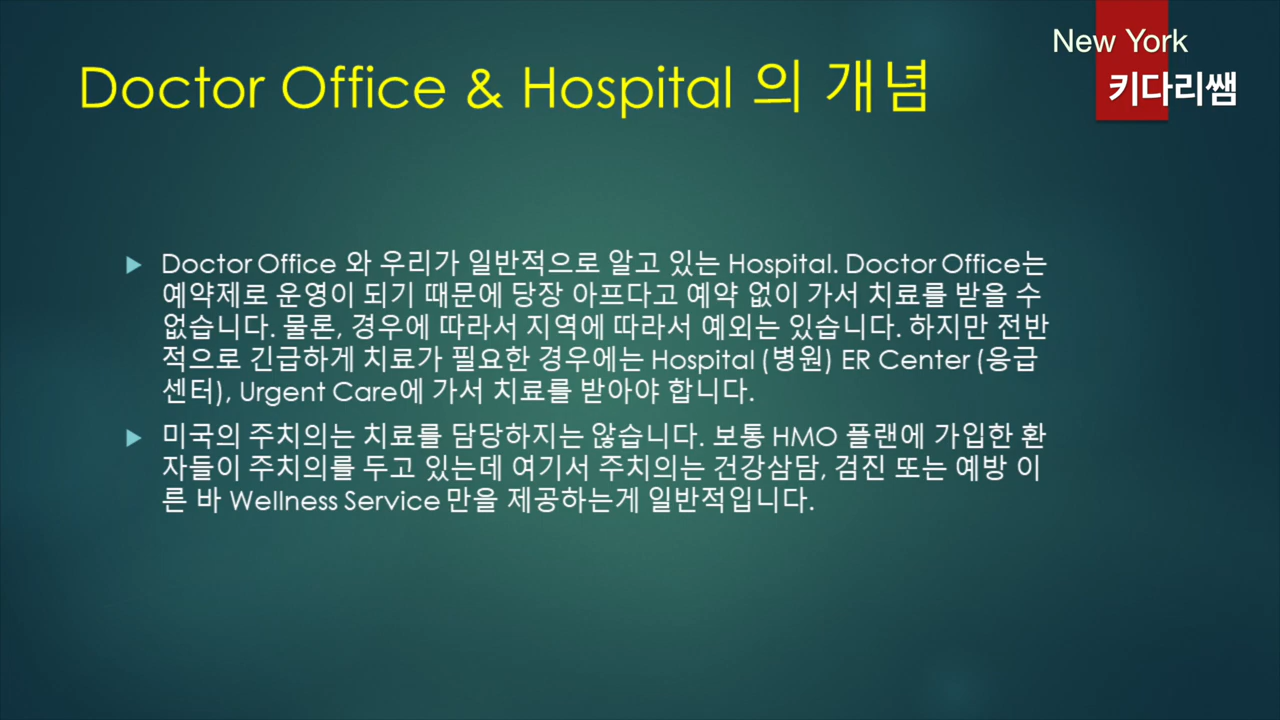 New York
키다리쌤
Doctor Office & Hospital 의 개념
Doctor Office 와 우리가 일반적으로 알고 있는 Hospital. Doctor Office는
예약제로 운영이 되기 때문에 당장 아프다고 예약 없이 가서 치료를 받을 수
없습니다. 물론, 경우에 따라서 지역에 따라서 예외는 있습니다. 하지만 전반
적으로 긴급하게 치료가 필요한 경우에는 Hospital (병원) ER Center (응급
센터), Urgent Care에 가서 치료를 받아야 합니다.
미국의 주치의는 치료를 담당하지는 않습니다. 보통 HMO 플랜에 가입한 환
자들이 주치의를 두고 있는데 여기서 주치의는 건강삼담, 검진 또는 예방 이
른 바 Wellness Service 만을 제공하는게 일반적입니다.